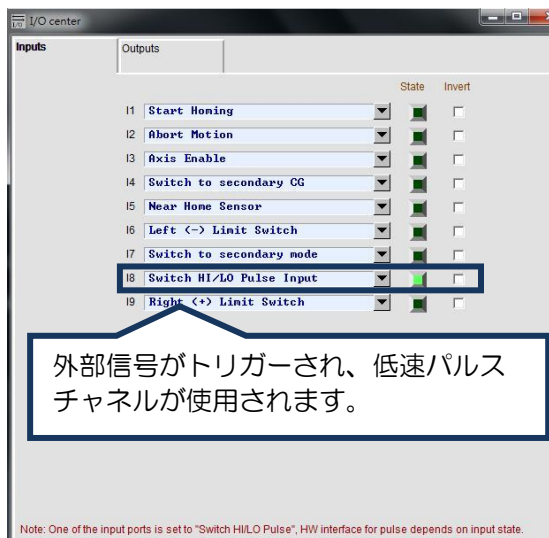 I/O center
Inputs
Outputs
State Invert
I1 Start Homing
I2 Abort Motion
I3 Axis Enable
I4 Switch to secondary CG
I5 Near Home Sensor
I6 Left (-) Limit Switch
I7 Switch to secondary mode
I8 Switch HI/LO Pulse Input
I9 Right (+) Limit Switch
外部信号がトリガーされ、低速パルス
チャネルが使用されます。
Note: One of the input ports is set to "Switch HI/LO Pulse", HW interface for pulse depends on input state.